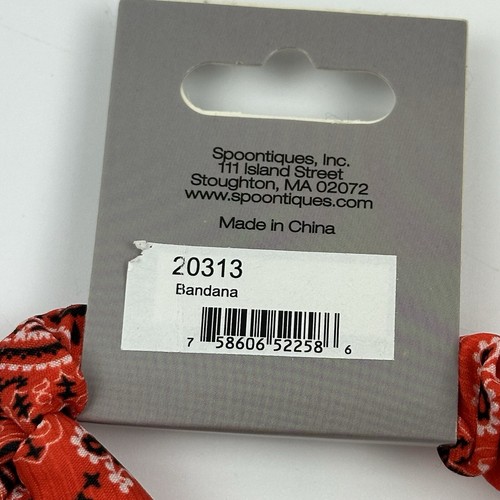 Spoontiques, Inc.
111 Island Street
Stoughton, MA 02072
www.spoontiques.com
Made in China
20313
Bandana
7 58606 52258 6